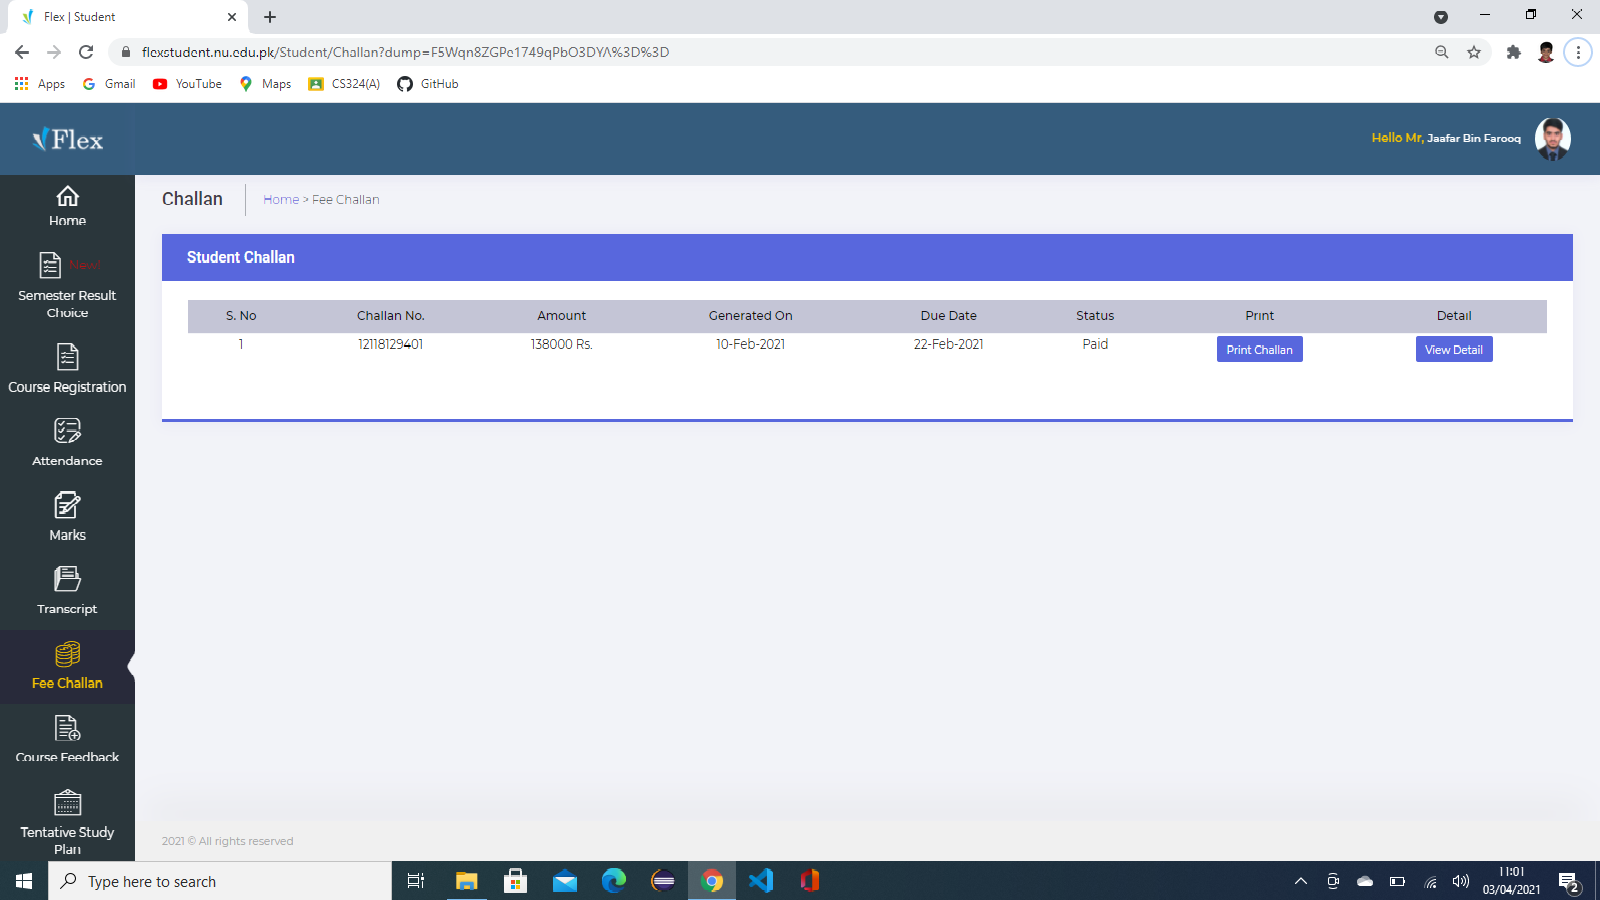 Flex | Student
flexstudent.nu.edu.pk/Student/Challan?dump=F5Wqn8ZGPe1749qPbO3DYA%3D%3D
Apps Gmail YouTube Maps CS324(A) GitHub
Flex
Hello Mr, Jaafar Bin Farooq
Home
New!
Semester Result
Choice
Course Registration
Attendance
Marks
Transcript
Fee Challan
Course Feedback
Tentative Study
Plan
Challan
Home > Fee Challan
Student Challan
S. No Challan No. Amount Generated On Due Date Status Print Detail
1 12118129401 138000 Rs. 10-Feb-2021 22-Feb-2021 Paid Print Challan View Detail
2021 © All rights reserved
Type here to search
11:01
03/04/2021
2